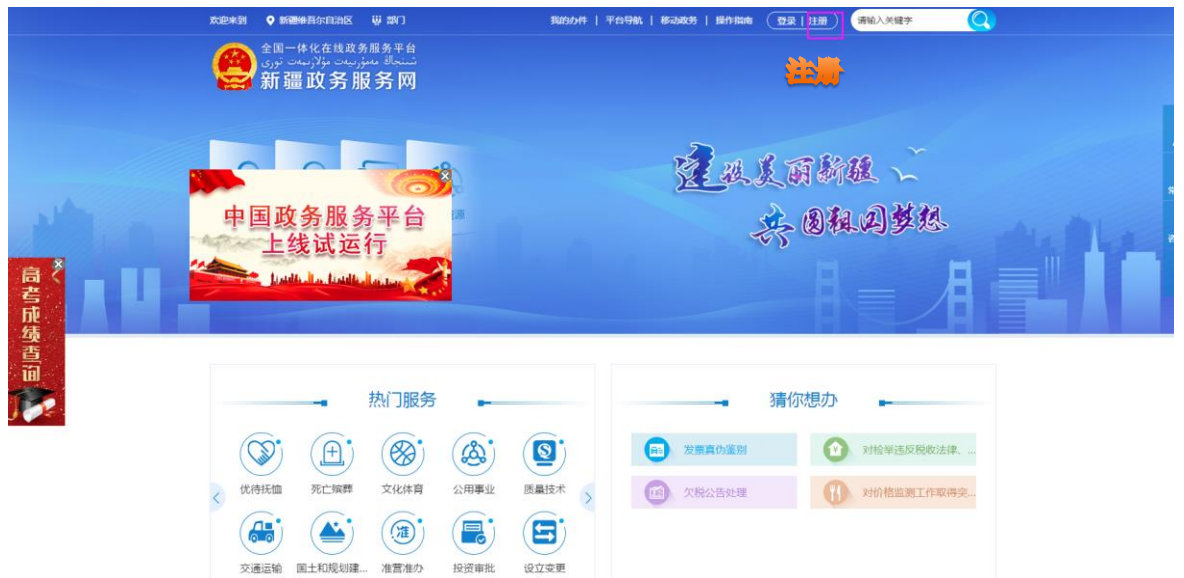 欢迎来到 新疆维吾尔自治区 部门 我的办件 | 平台导航 | 移动政务 | 操作指南 登录 | 注册 请输入关键字
注册
全国一体化在线政务服务平台
新疆政务服务网
建设美丽新疆
共圆祖国梦想
中国政务服务平台
上线试运行
高考成绩查询
热门服务
优待抚恤 死亡殡葬 文化体育 公用事业 质量技术
交通运输 国土和规划建... 准营准办 投资审批 设立变更
猜你想办
发票真伪鉴别 对检举违反税收法律、...
欠税公告处理 对价格监测工作取得突...